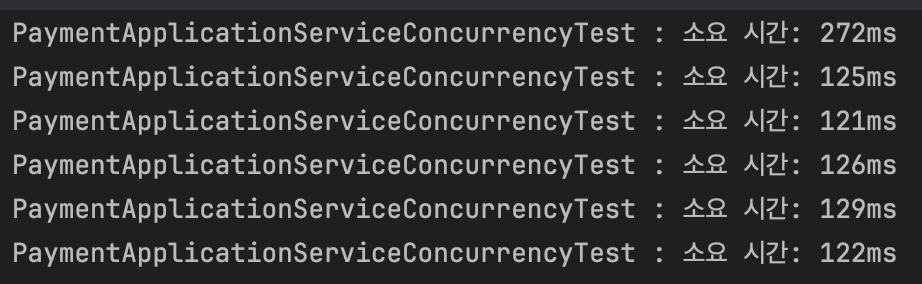 PaymentApplicationServiceConcurrencyTest : 소요 시간: 272ms
PaymentApplicationServiceConcurrencyTest : 소요 시간: 125ms
PaymentApplicationServiceConcurrencyTest : 소요 시간: 121ms
PaymentApplicationServiceConcurrencyTest : 소요 시간: 126ms
PaymentApplicationServiceConcurrencyTest : 소요 시간: 129ms
PaymentApplicationServiceConcurrencyTest : 소요 시간: 122ms